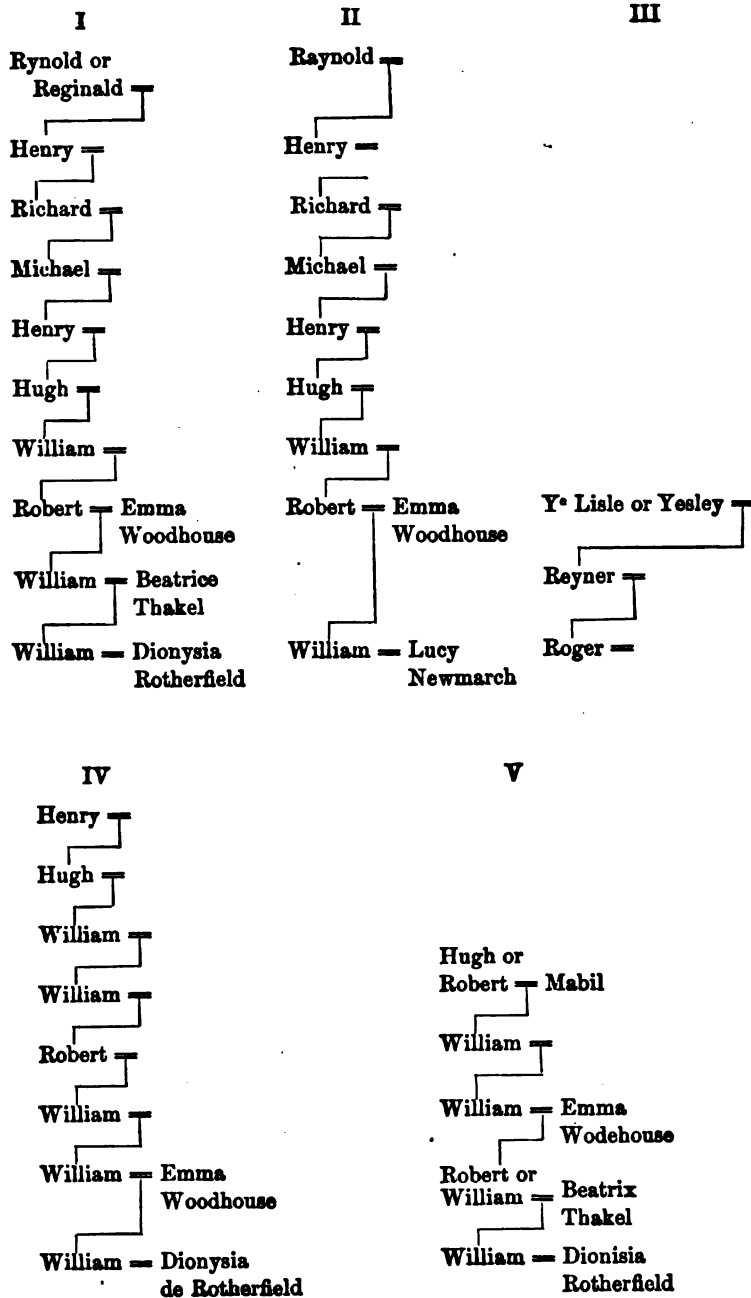 I
Rynold or
Reginald =
Henry =
Richard =
Michael =
Henry =
Hugh =
William =
Robert = Emma
Woodhouse
William = Beatrice
Thakel
William = Dionysia
Rotherfield
II
Raynold =
Henry =
Richard =
Michael =
Henry =
Hugh =
William =
Robert = Emma
Woodhouse
William = Lucy
Newmarch
III
Yᵉ Lisle or Yesley =
Reyner =
Roger =
IV
Henry =
Hugh =
William =
William =
Robert =
William =
William = Emma
Woodhouse
William = Dionysia
de Rotherfield
V
Hugh or
Robert = Mabil
William =
William = Emma
Wodehouse
Robert or
William = Beatrix
Thakel
William = Dionisia
Rotherfield